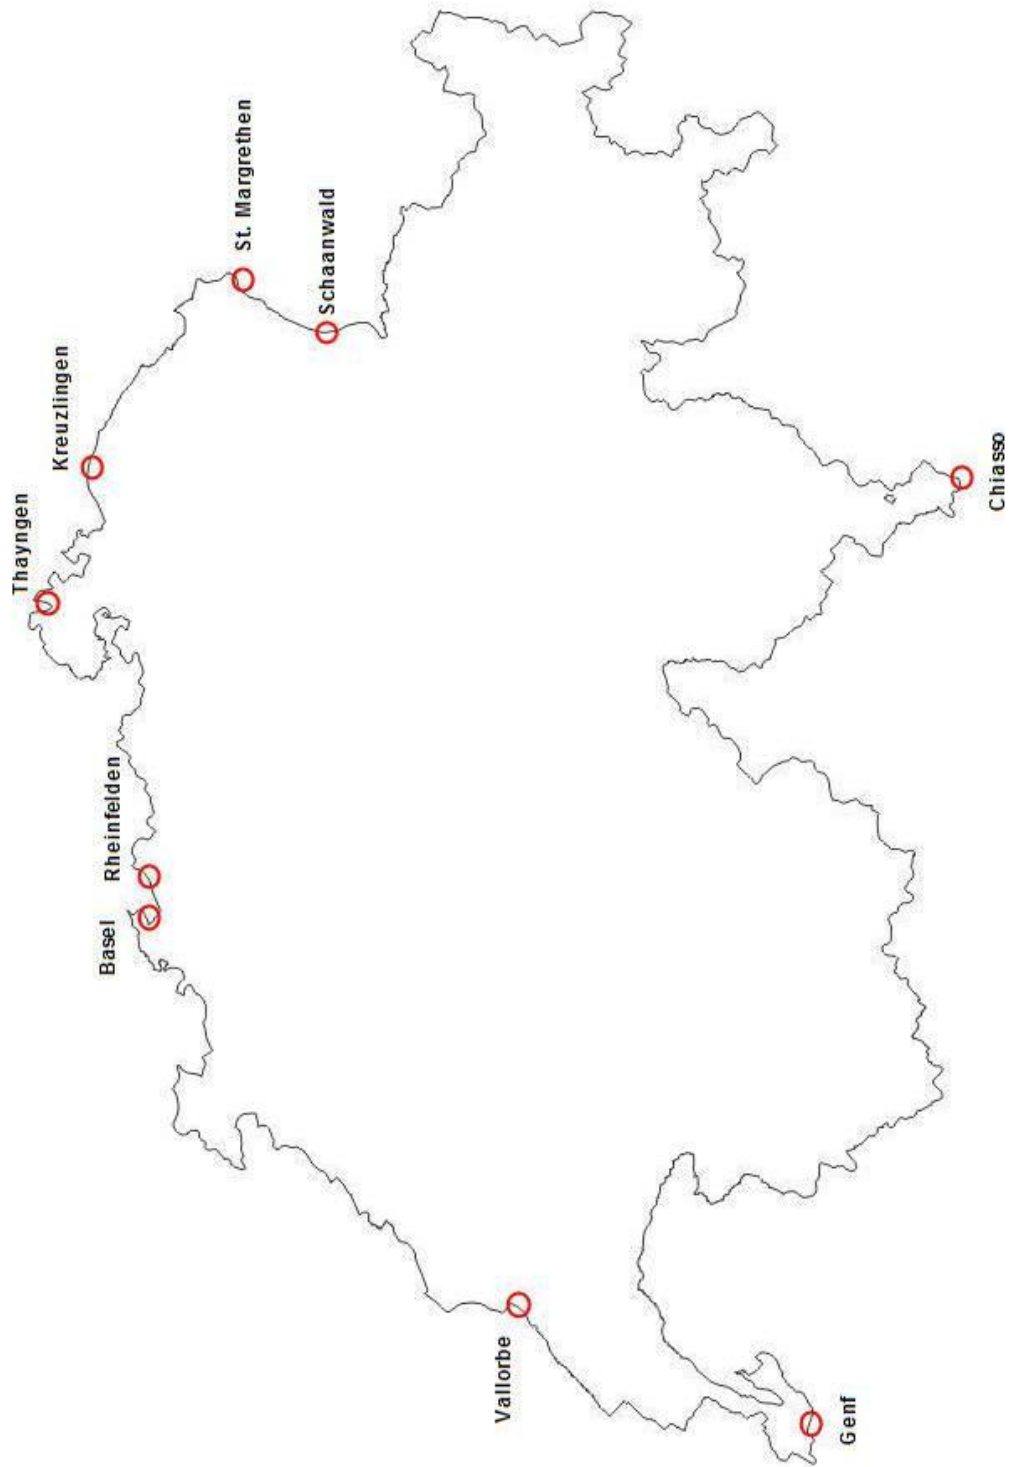 Thayngen
Kreuzlingen
St. Margrethen
Schaanwald
Rheinfelden
Basel
Vallorbe
Genf
Chiasso